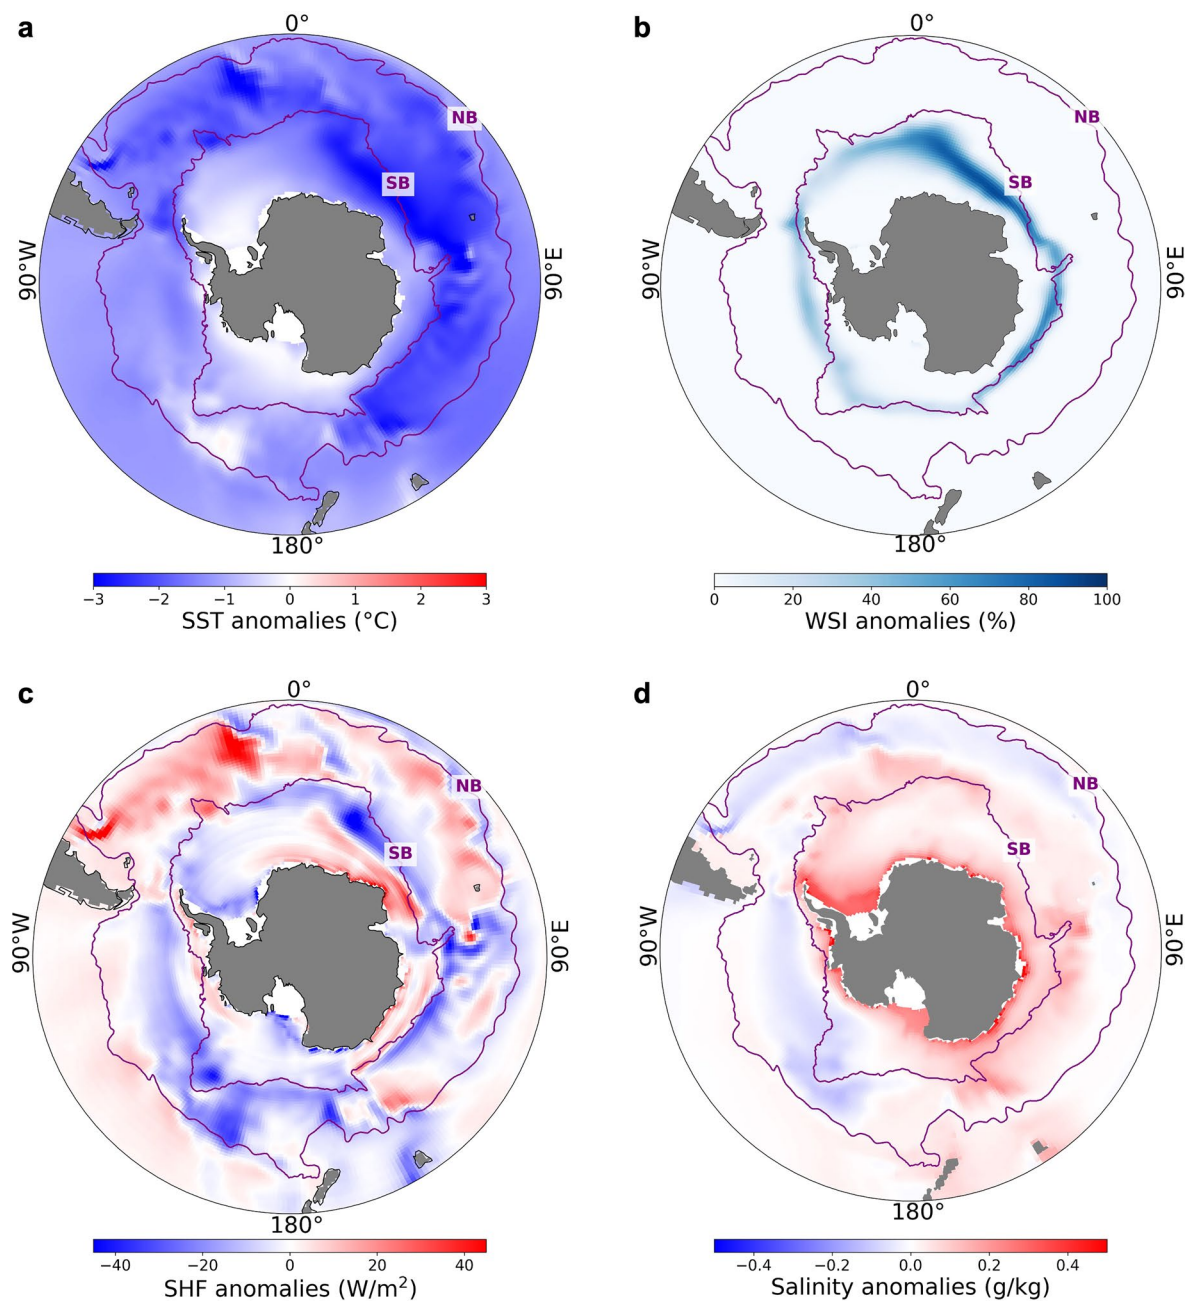 a
0°
NB
SB
90°W
90°E
180°
−3 −2 −1 0 1 2 3
SST anomalies (°C)
b
0°
NB
SB
90°W
90°E
180°
0 20 40 60 80 100
WSI anomalies (%)
c
0°
NB
SB
90°W
90°E
180°
−40 −20 0 20 40
SHF anomalies (W/m²)
d
0°
NB
SB
90°W
90°E
180°
−0.4 −0.2 0.0 0.2 0.4
Salinity anomalies (g/kg)